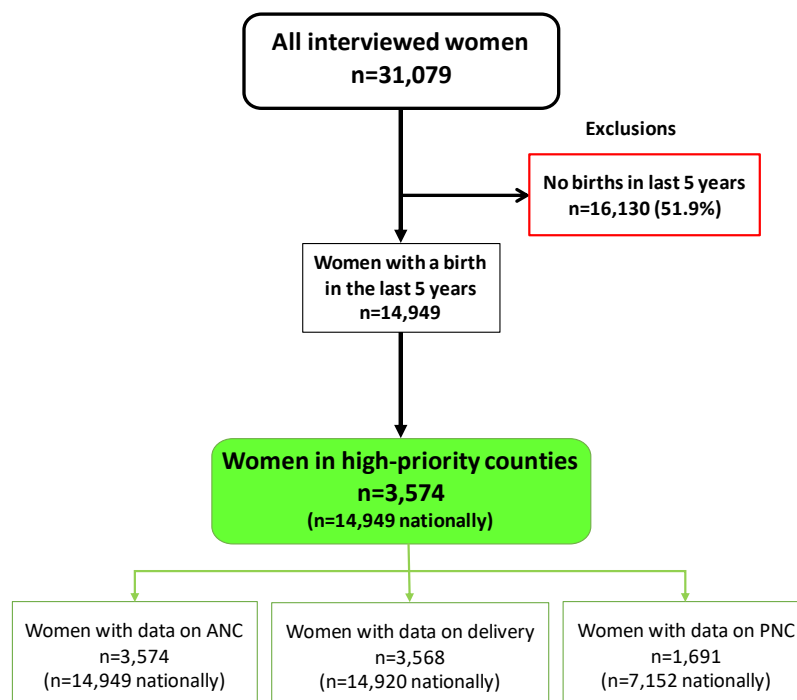 All interviewed women
n=31,079
Exclusions
No births in last 5 years
n=16,130 (51.9%)
Women with a birth
in the last 5 years
n=14,949
Women in high-priority counties
n=3,574
(n=14,949 nationally)
Women with data on ANC
n=3,574
(n=14,949 nationally)
Women with data on delivery
n=3,568
(n=14,920 nationally)
Women with data on PNC
n=1,691
(n=7,152 nationally)